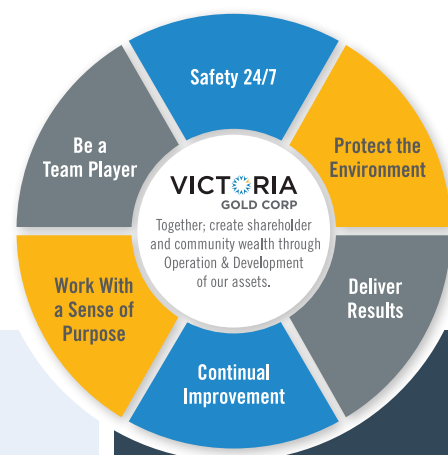 Safety 24/7
Protect the
Environment
Deliver
Results
Continual
Improvement
Work With
a Sense of
Purpose
Be a
Team Player
VICTORIA
GOLD CORP
Together; create shareholder
and community wealth through
Operation & Development
of our assets.